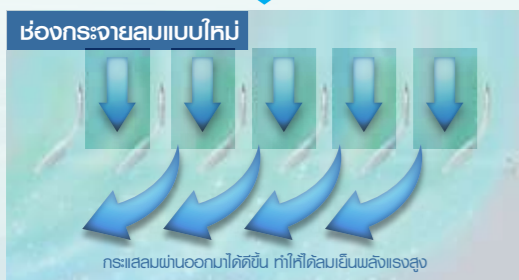 ช่องกระจายลมแบบใหม่
กระแสลมผ่านออกมาได้ดีขึ้น ทำให้ได้ลมเย็นพลังแรงสูง